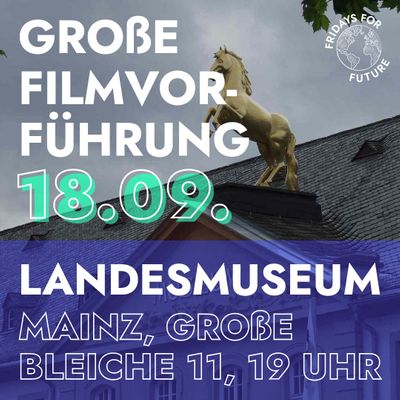 GROßE
FILMVOR-
FÜHRUNG
18.09.
FRIDAYS FOR
FUTURE
LANDESMUSEUM
MAINZ, GROßE
BLEICHE 11, 19 UHR